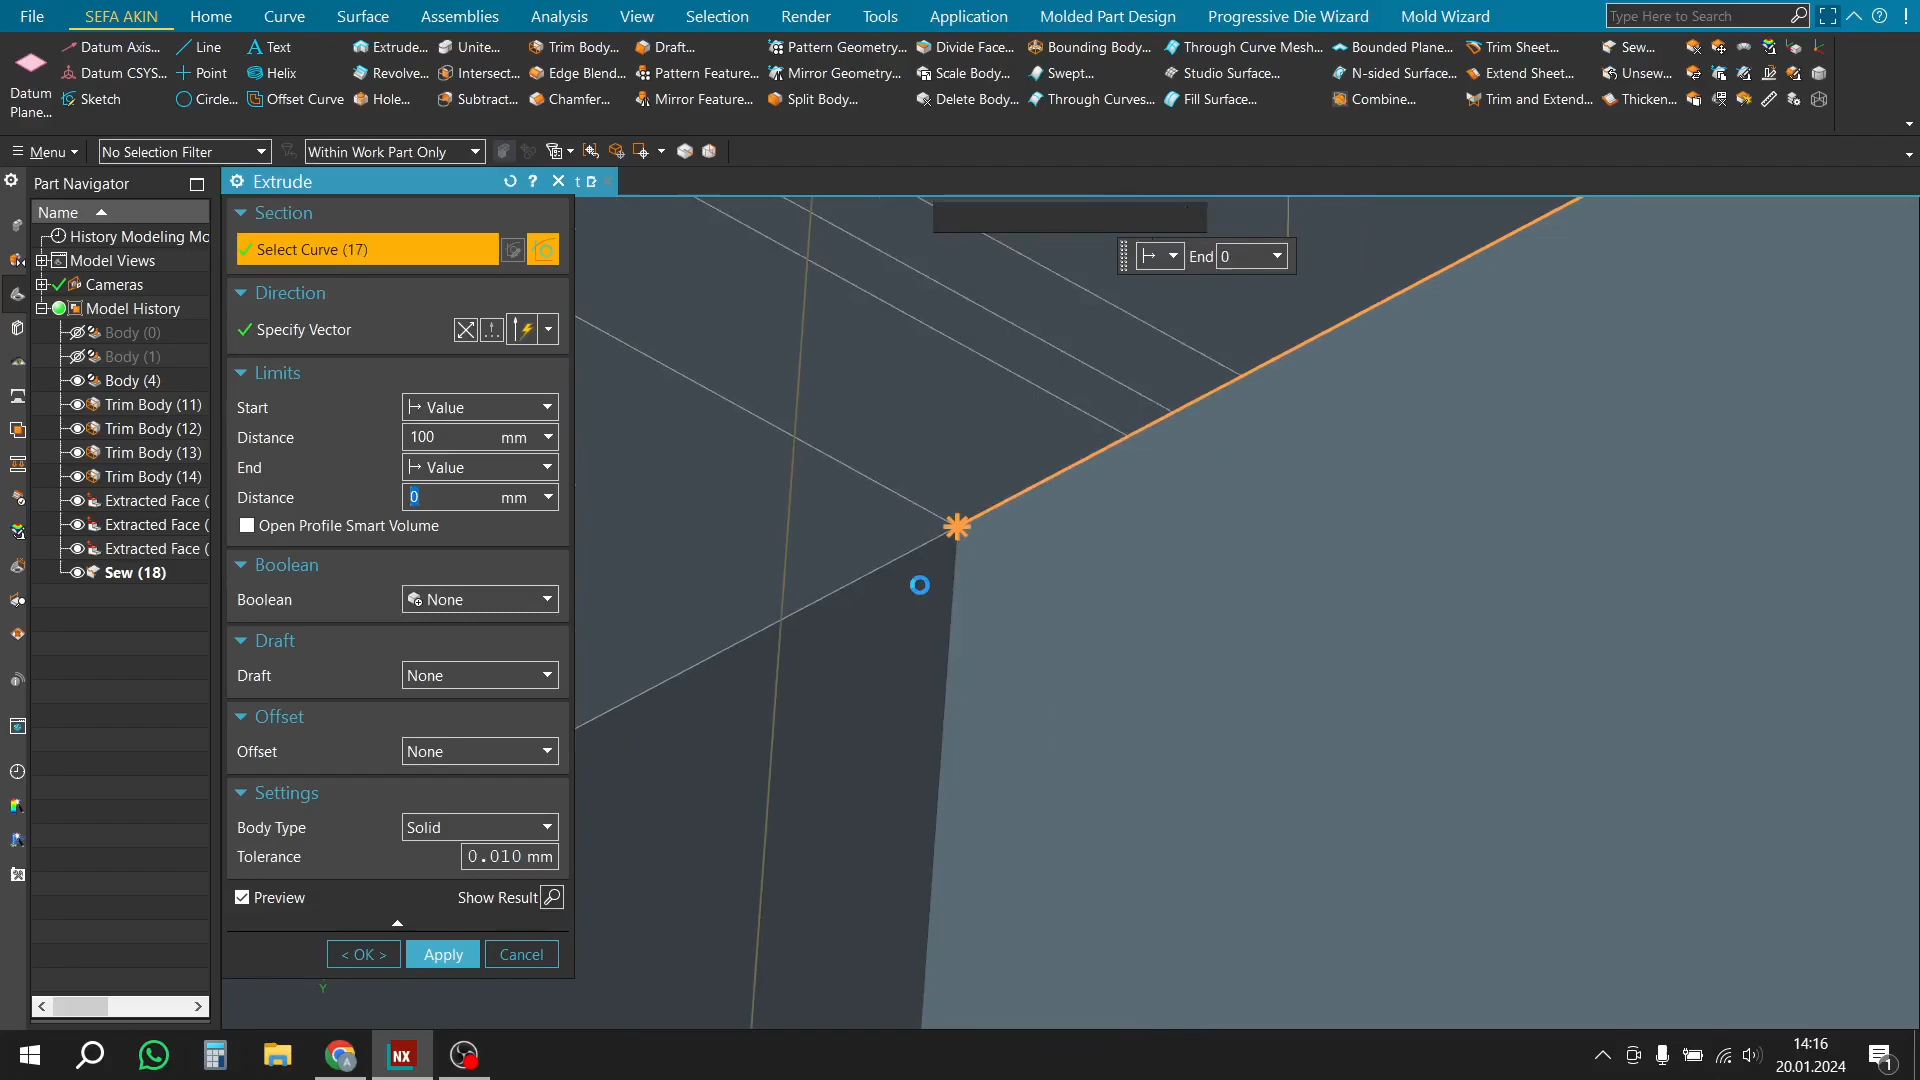 File SEFA AKIN Home Curve Surface Assemblies Analysis View Selection Render Tools Application Molded Part Design Progressive Die Wizard Mold Wizard Type Here to Search
Datum Plane...
Datum Axis... Line Text Extrude... Unite... Trim Body... Draft... Pattern Geometry... Divide Face... Bounding Body... Through Curve Mesh... Bounded Plane... Trim Sheet... Sew...
Datum CSYS... Point Helix Revolve... Intersect... Edge Blend... Pattern Feature... Mirror Geometry... Scale Body... Swept... Studio Surface... N-sided Surface... Extend Sheet... Unsew...
Sketch Circle... Offset Curve Hole... Subtract... Chamfer... Mirror Feature... Split Body... Delete Body... Through Curves... Fill Surface... Combine... Trim and Extend... Thicken...
Menu No Selection Filter Within Work Part Only
Part Navigator
Name
History Modeling Mo
Model Views
Cameras
Model History
Body (0)
Body (1)
Body (4)
Trim Body (11)
Trim Body (12)
Trim Body (13)
Trim Body (14)
Extracted Face (
Extracted Face (
Extracted Face (
Sew (18)
Extrude
t
Section
Select Curve (17)
Direction
Specify Vector
Limits
Start Value
Distance 100 mm
End Value
Distance 0 mm
Open Profile Smart Volume
Boolean
Boolean None
Draft
Draft None
Offset
Offset None
Settings
Body Type Solid
Tolerance 0.010 mm
Preview Show Result
< OK > Apply Cancel
End 0
Y
NX
14:16
20.01.2024
1